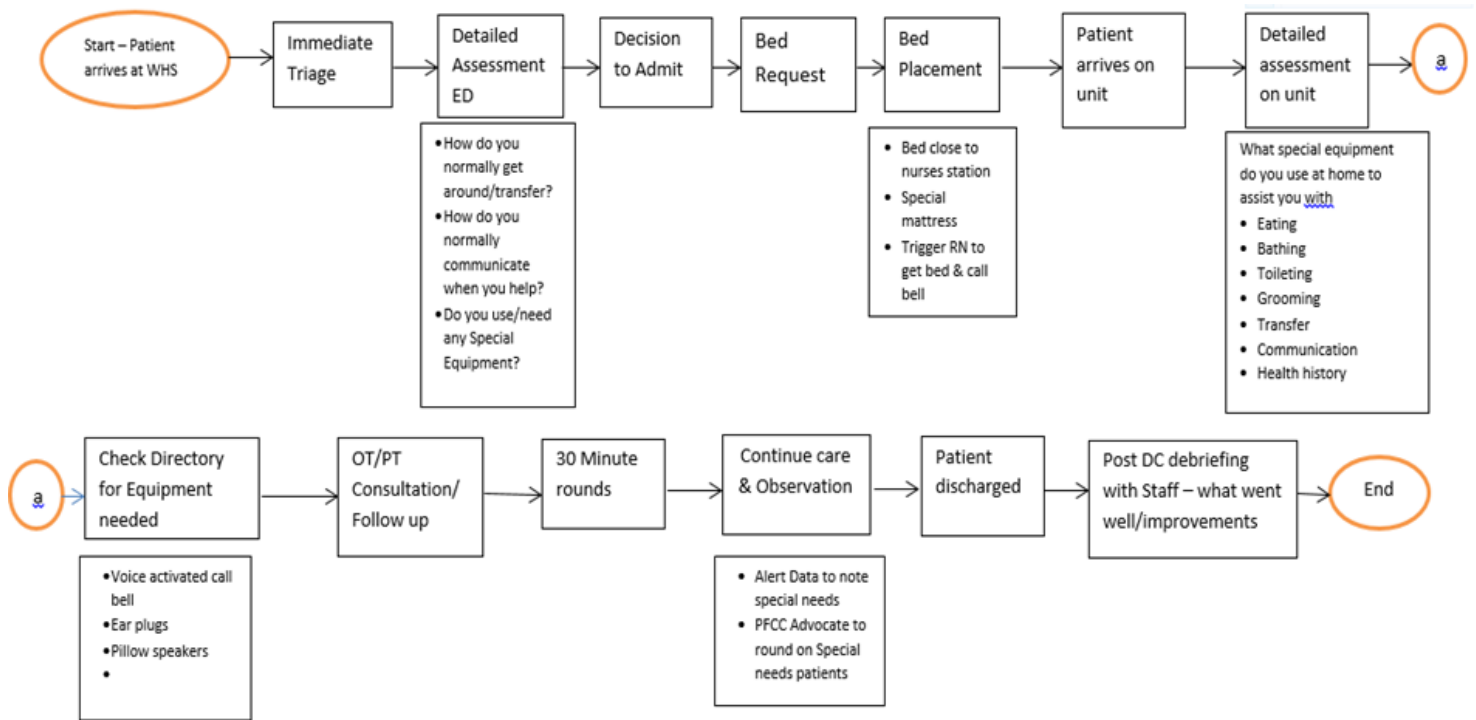 Start – Patient
arrives at WHS
Immediate
Triage
Detailed
Assessment
ED
Decision
to Admit
Bed
Request
Bed
Placement
Patient
arrives on
unit
Detailed
assessment
on unit
a
•How do you
normally get
around/transfer?
•How do you
normally
communicate
when you help?
•Do you use/need
any Special
Equipment?
• Bed close to
nurses station
• Special
mattress
• Trigger RN to
get bed & call
bell
What special equipment
do you use at home to
assist you with
• Eating
• Bathing
• Toileting
• Grooming
• Transfer
• Communication
• Health history
a
Check Directory
for Equipment
needed
OT/PT
Consultation/
Follow up
30 Minute
rounds
Continue care
& Observation
Patient
discharged
Post DC debriefing
with Staff – what went
well/improvements
End
•Voice activated call
bell
•Ear plugs
•Pillow speakers
•
• Alert Data to note
special needs
• PFCC Advocate to
round on Special
needs patients